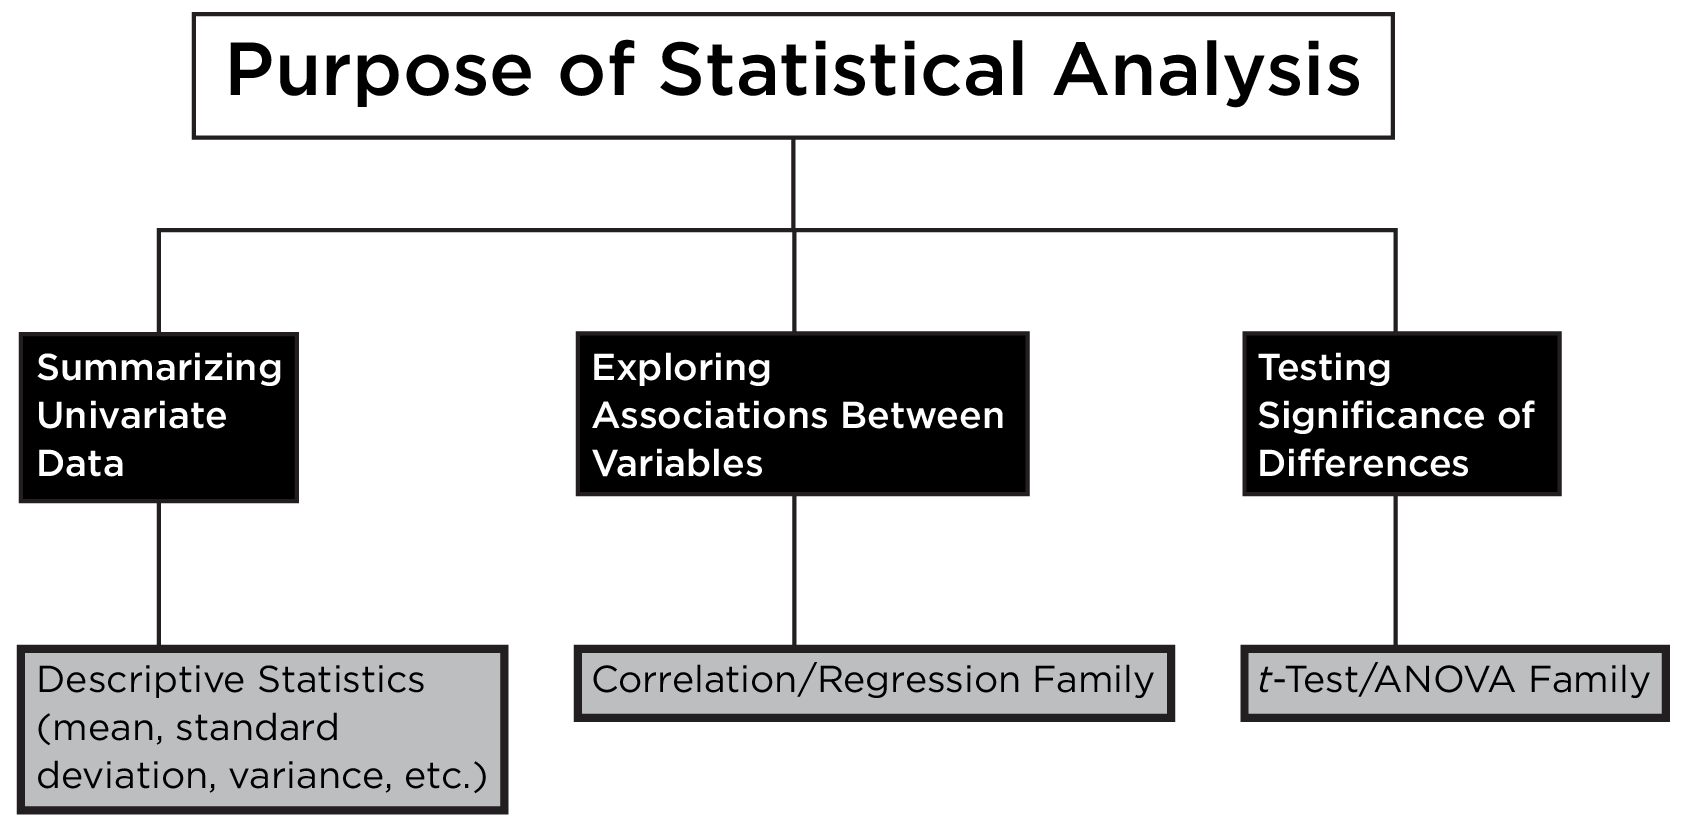 Purpose of Statistical Analysis
Summarizing
Univariate
Data
Exploring
Associations Between
Variables
Testing
Significance of
Differences
Descriptive Statistics
(mean, standard
deviation, variance, etc.)
Correlation/Regression Family
t-Test/ANOVA Family